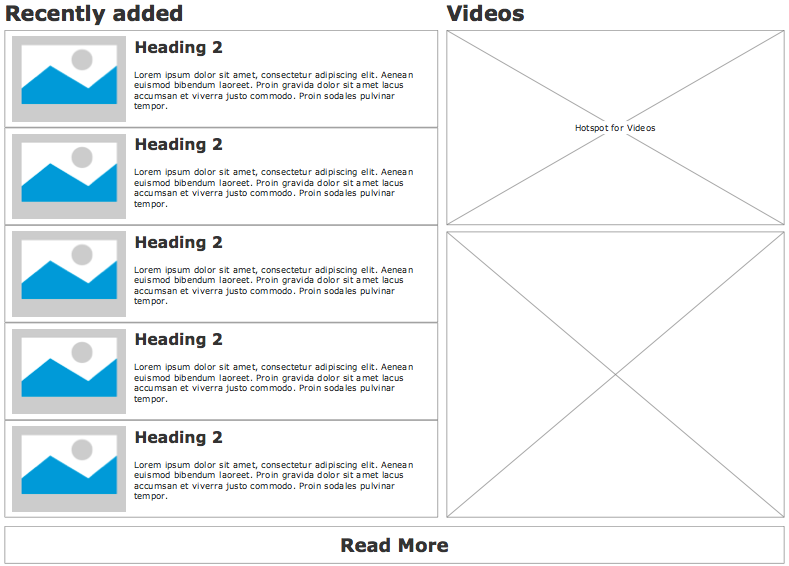 Recently added
Heading 2
Lorem ipsum dolor sit amet, consectetur adipiscing elit. Aenean
euismod bibendum laoreet. Proin gravida dolor sit amet lacus
accumsan et viverra justo commodo. Proin sodales pulvinar
tempor.
Heading 2
Lorem ipsum dolor sit amet, consectetur adipiscing elit. Aenean
euismod bibendum laoreet. Proin gravida dolor sit amet lacus
accumsan et viverra justo commodo. Proin sodales pulvinar
tempor.
Heading 2
Lorem ipsum dolor sit amet, consectetur adipiscing elit. Aenean
euismod bibendum laoreet. Proin gravida dolor sit amet lacus
accumsan et viverra justo commodo. Proin sodales pulvinar
tempor.
Heading 2
Lorem ipsum dolor sit amet, consectetur adipiscing elit. Aenean
euismod bibendum laoreet. Proin gravida dolor sit amet lacus
accumsan et viverra justo commodo. Proin sodales pulvinar
tempor.
Heading 2
Lorem ipsum dolor sit amet, consectetur adipiscing elit. Aenean
euismod bibendum laoreet. Proin gravida dolor sit amet lacus
accumsan et viverra justo commodo. Proin sodales pulvinar
tempor.
Videos
Hotspot for Videos
Read More